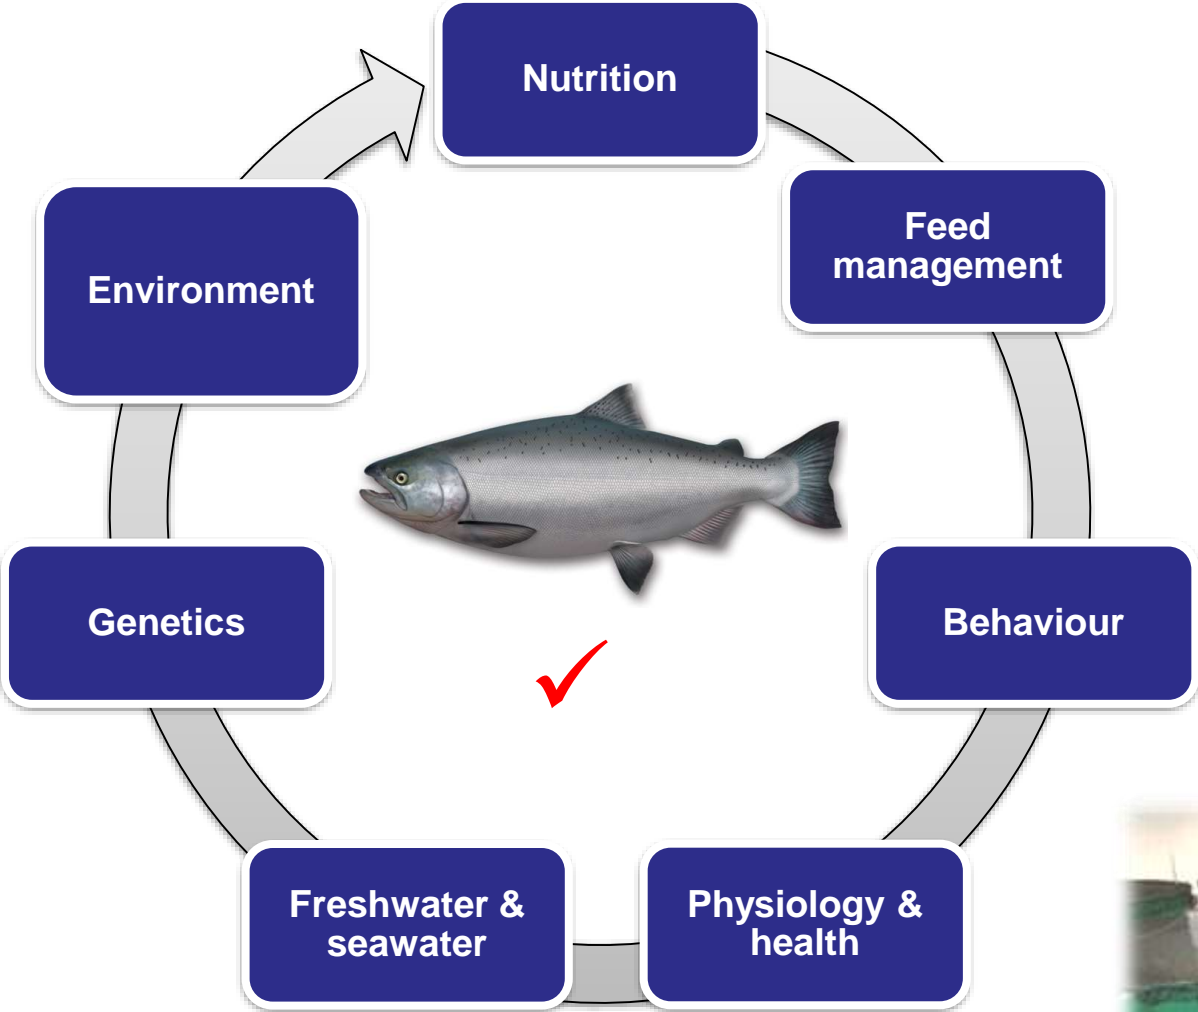 Nutrition
Feed
management
Behaviour
Physiology &
health
Freshwater &
seawater
Genetics
Environment